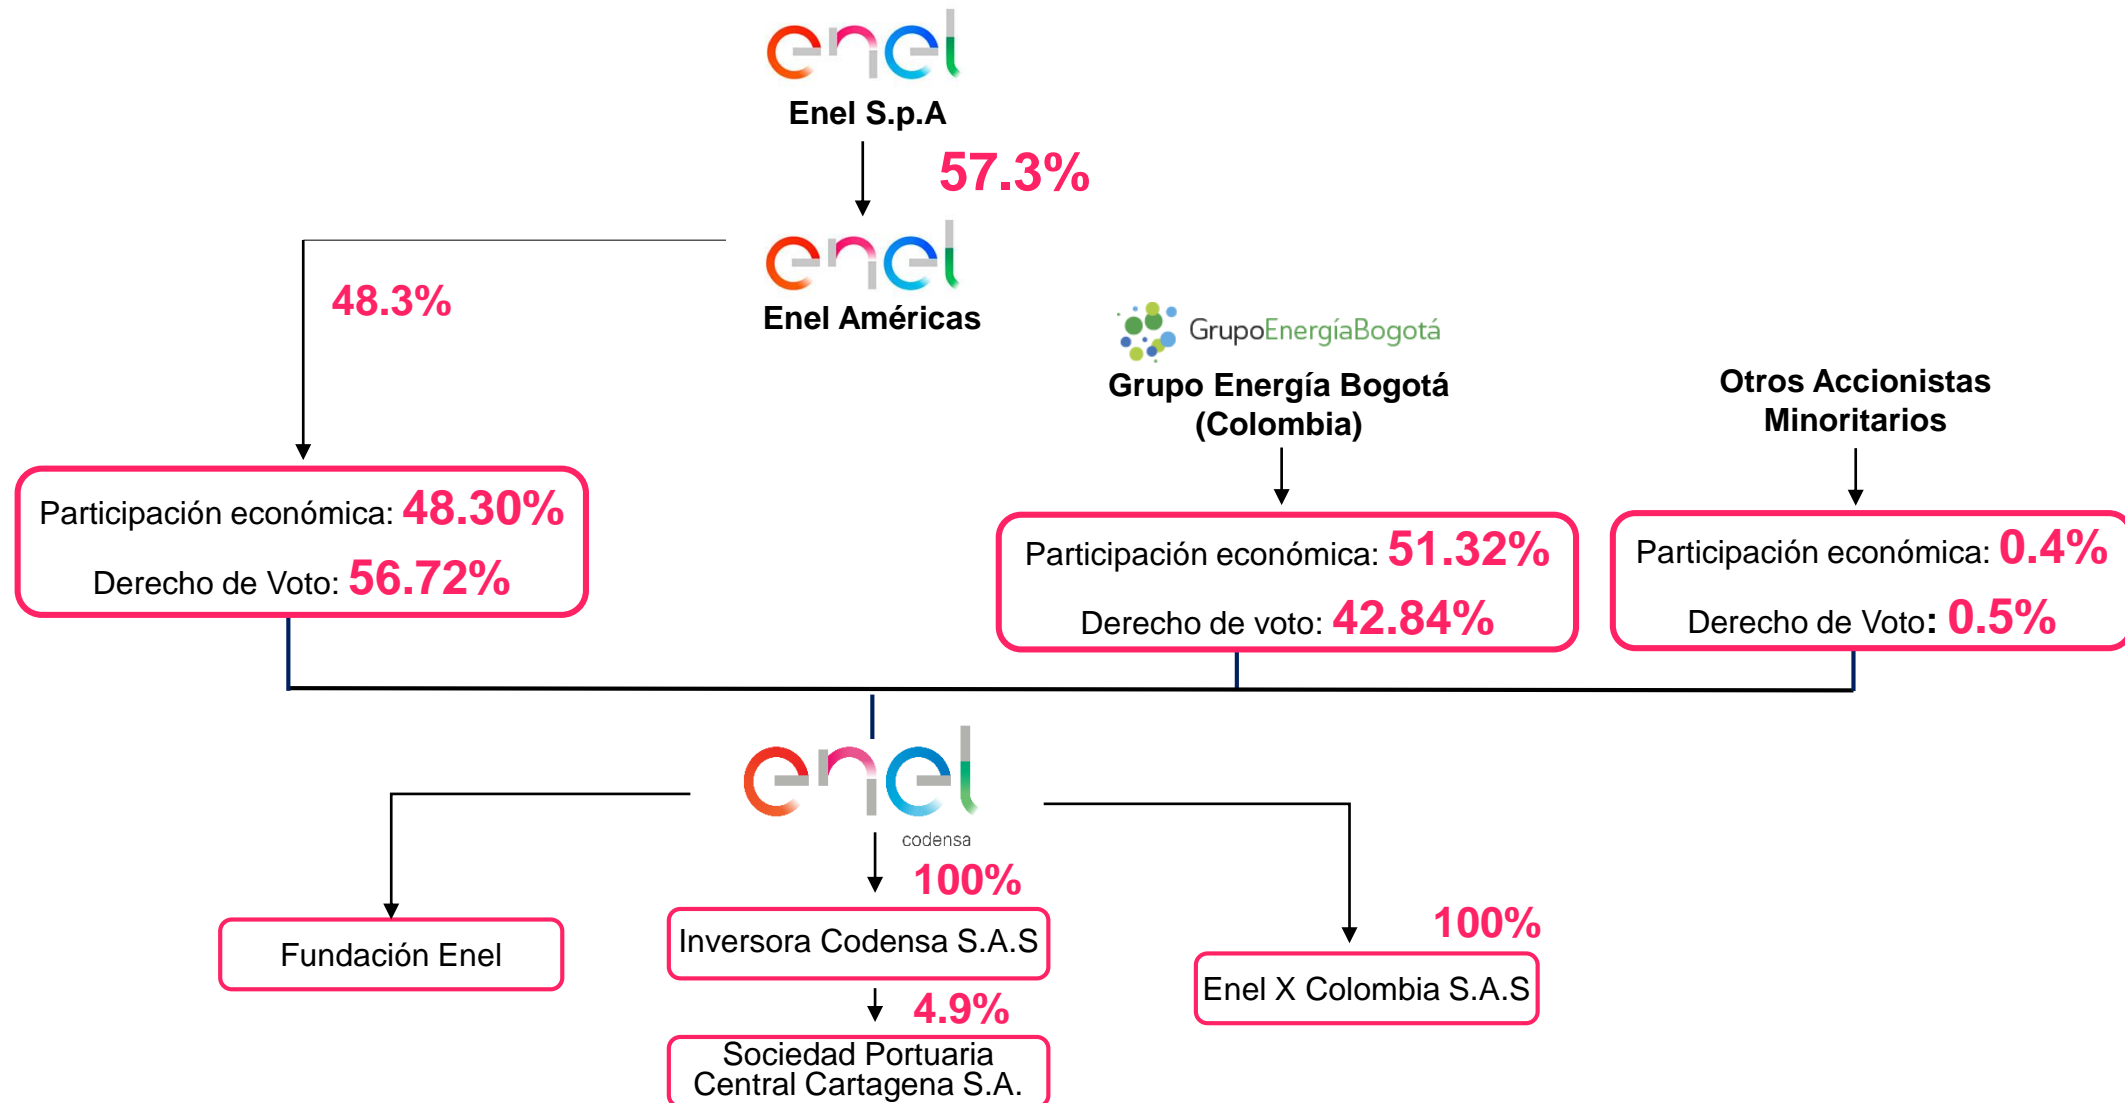 enel
Enel S.p.A
57.3%
enel
Enel Américas
48.3%
GrupoEnergíaBogotá
Grupo Energía Bogotá
(Colombia)
Otros Accionistas
Minoritarios
Participación económica: 48.30%
Derecho de Voto: 56.72%
Participación económica: 51.32%
Derecho de voto: 42.84%
Participación económica: 0.4%
Derecho de Voto: 0.5%
enel
codensa
100%
Fundación Enel
Inversora Codensa S.A.S
100%
Enel X Colombia S.A.S
4.9%
Sociedad Portuaria
Central Cartagena S.A.